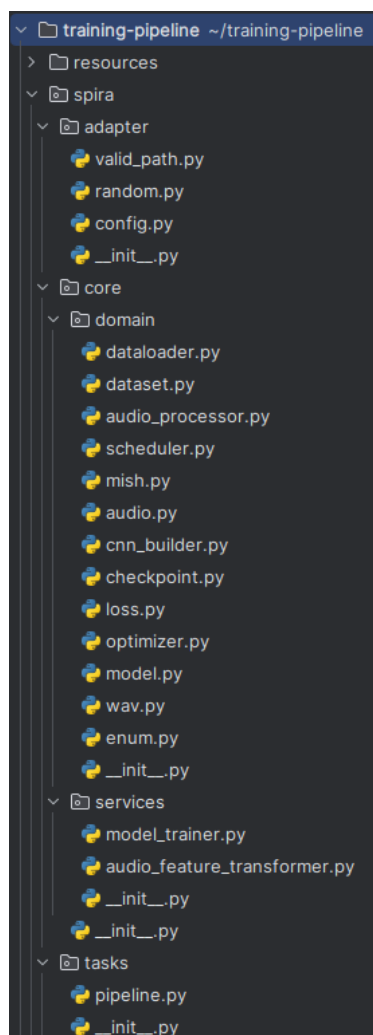 training-pipeline ~/training-pipeline
resources
spira
adapter
valid_path.py
random.py
config.py
__init__.py
core
domain
dataloader.py
dataset.py
audio_processor.py
scheduler.py
mish.py
audio.py
cnn_builder.py
checkpoint.py
loss.py
optimizer.py
model.py
wav.py
enum.py
__init__.py
services
model_trainer.py
audio_feature_transformer.py
__init__.py
__init__.py
tasks
pipeline.py
__init__.py